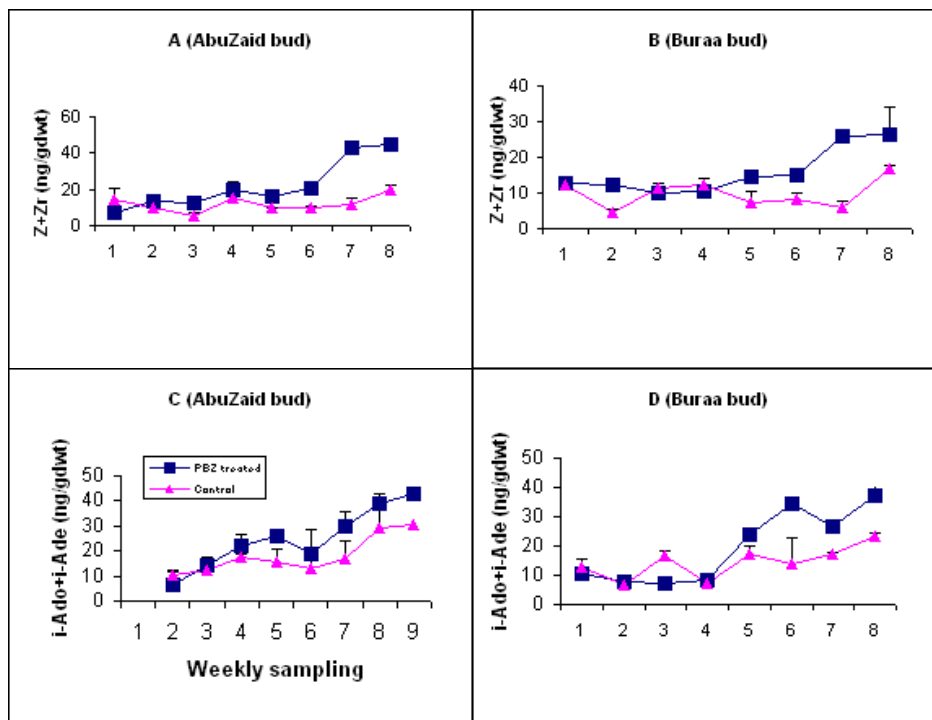 A (AbuZaid bud)
Z+Zr (ng/gdwt)
60
40
20
0
1 2 3 4 5 6 7 8
B (Buraa bud)
Z+Zr (ng/gdwt)
40
30
20
10
0
1 2 3 4 5 6 7 8
C (AbuZaid bud)
i-Ado+i-Ade (ng/gdwt)
PBZ treated
Control
50
40
30
20
10
0
1 2 3 4 5 6 7 8 9
Weekly sampling
D (Buraa bud)
i-Ado+i-Ade (ng/gdwt)
50
40
30
20
10
0
1 2 3 4 5 6 7 8